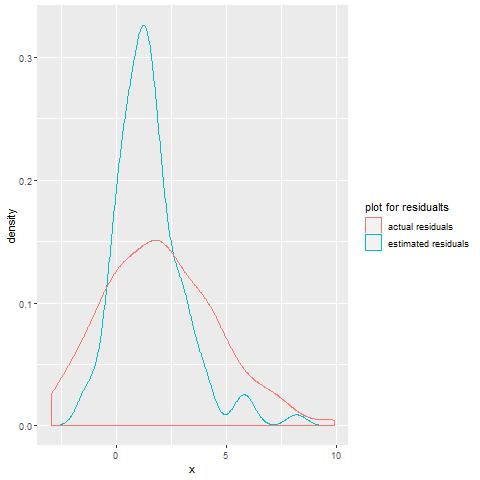 0.3
0.2
0.1
0.0
density
0
5
10
x
plot for residualts
actual residuals
estimated residuals